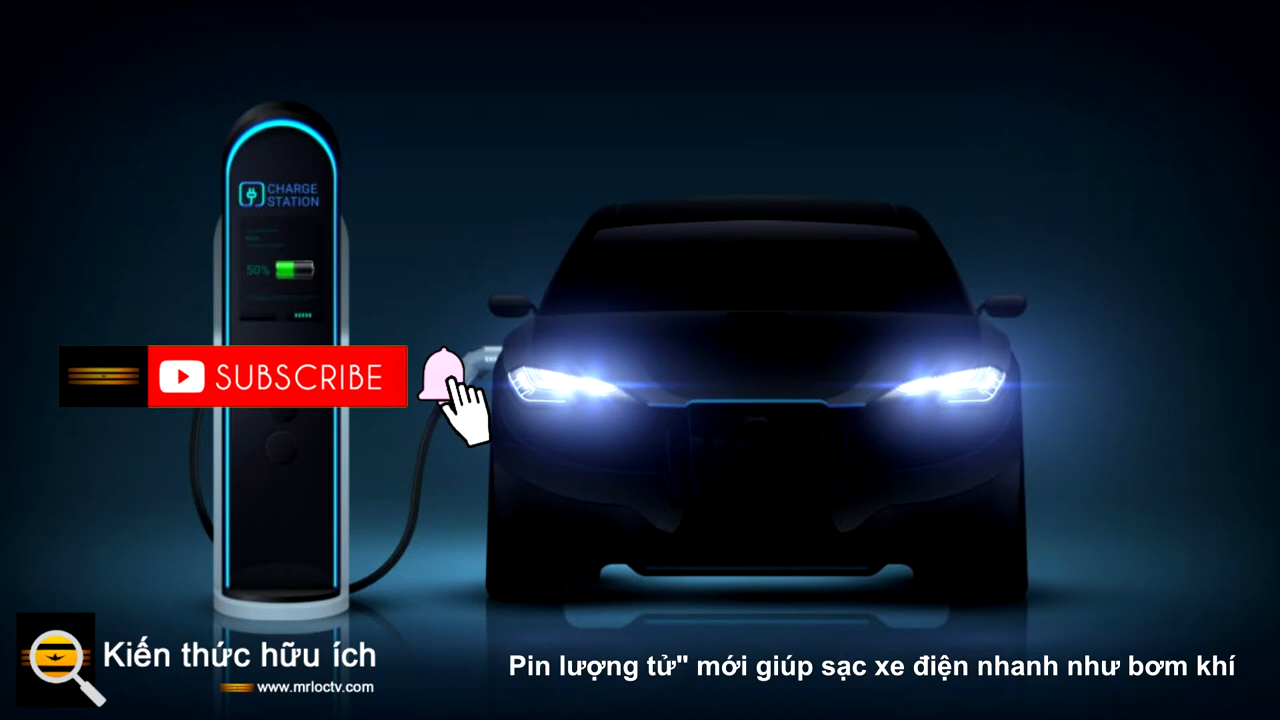 CHARGE
STATION
50%
SUBSCRIBE
Kiến thức hữu ích
www.mrloctv.com
Pin lượng tử" mới giúp sạc xe điện nhanh như bơm khí